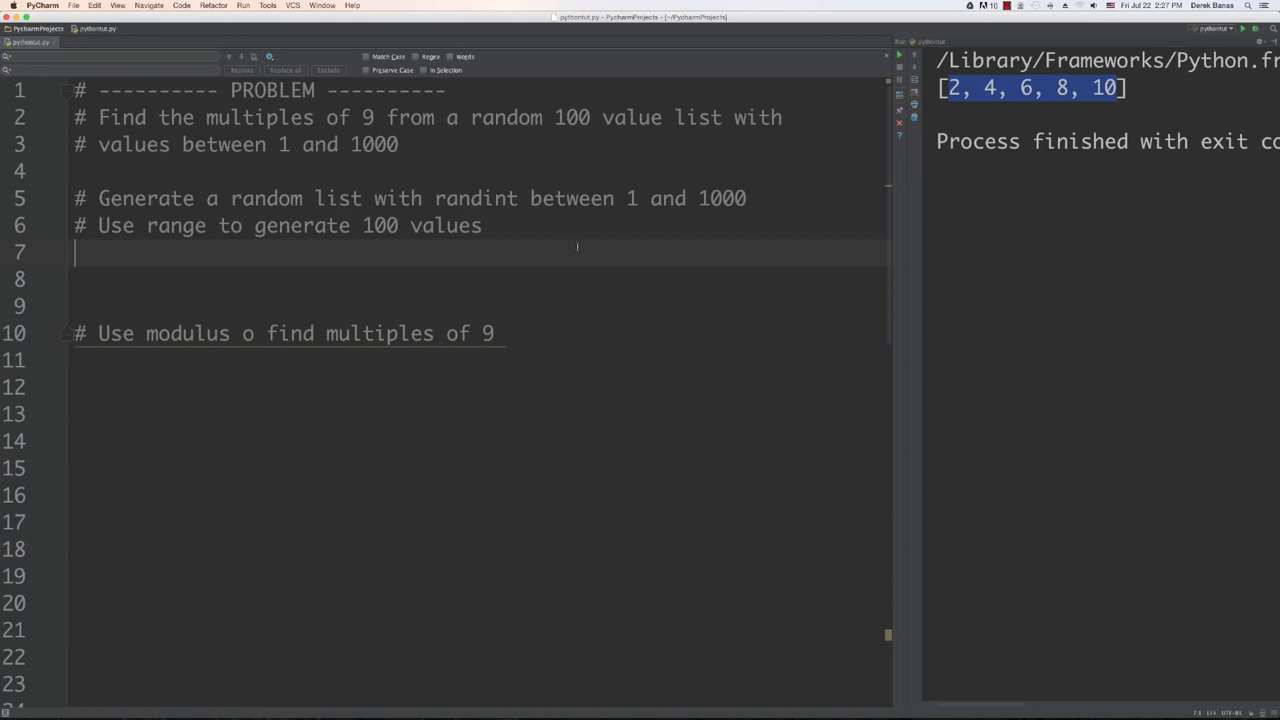 PyCharm File Edit View Navigate Code Refactor Run Tools VCS Window Help
10 Fri Jul 22 2:27 PM Derek Banas
pythontut.py - PycharmProjects - [~/PycharmProjects]
PycharmProjects pythontut.py
pythontut
pythontut.py
Run pythontut
Match Case Regex Words
Replace Replace all Exclude Preserve Case In Selection
/Library/Frameworks/Python.fr
[2, 4, 6, 8, 10]
Process finished with exit co
1 # ---------- PROBLEM ----------
2 # Find the multiples of 9 from a random 100 value list with
3 # values between 1 and 1000
4
5 # Generate a random list with randint between 1 and 1000
6 # Use range to generate 100 values
7
8
9
10 # Use modulus o find multiples of 9
11
12
13
14
15
16
17
18
19
20
21
22
23
7:1 LF÷ UTF-8÷